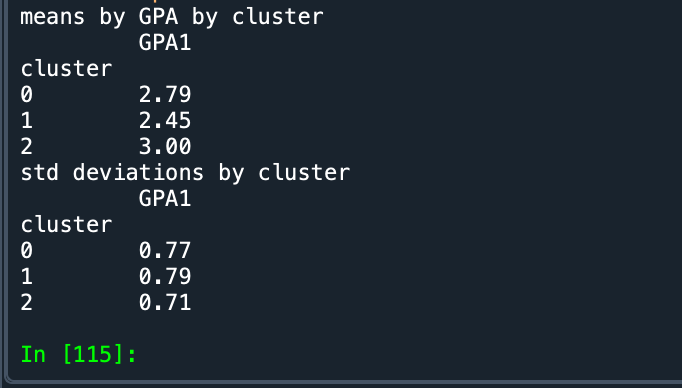 means by GPA by cluster
         GPA1
cluster
0        2.79
1        2.45
2        3.00
std deviations by cluster
         GPA1
cluster
0        0.77
1        0.79
2        0.71
In [115]: